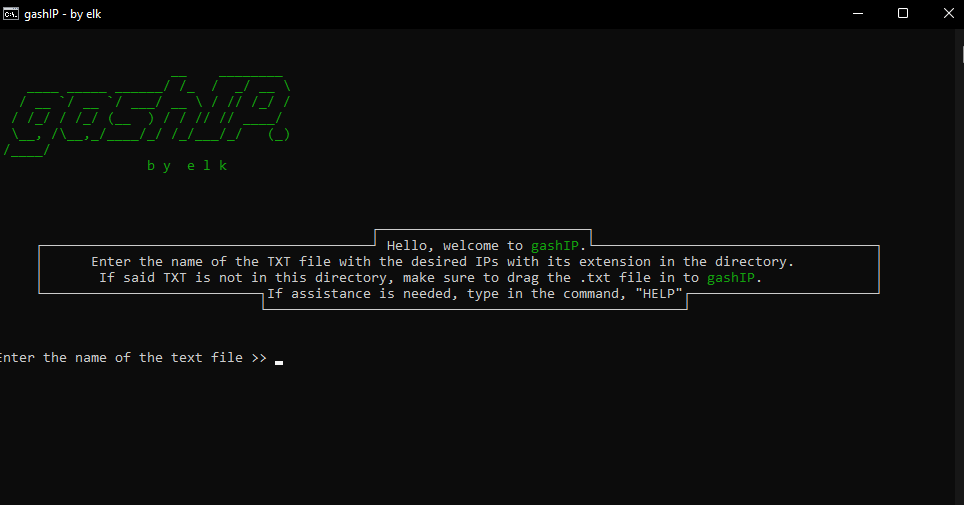 gashIP - by elk
gashIP
by elk
Hello, welcome to gashIP.
Enter the name of the TXT file with the desired IPs with its extension in the directory.
If said TXT is not in this directory, make sure to drag the .txt file in to gashIP.
If assistance is needed, type in the command, "HELP"
Enter the name of the text file >>